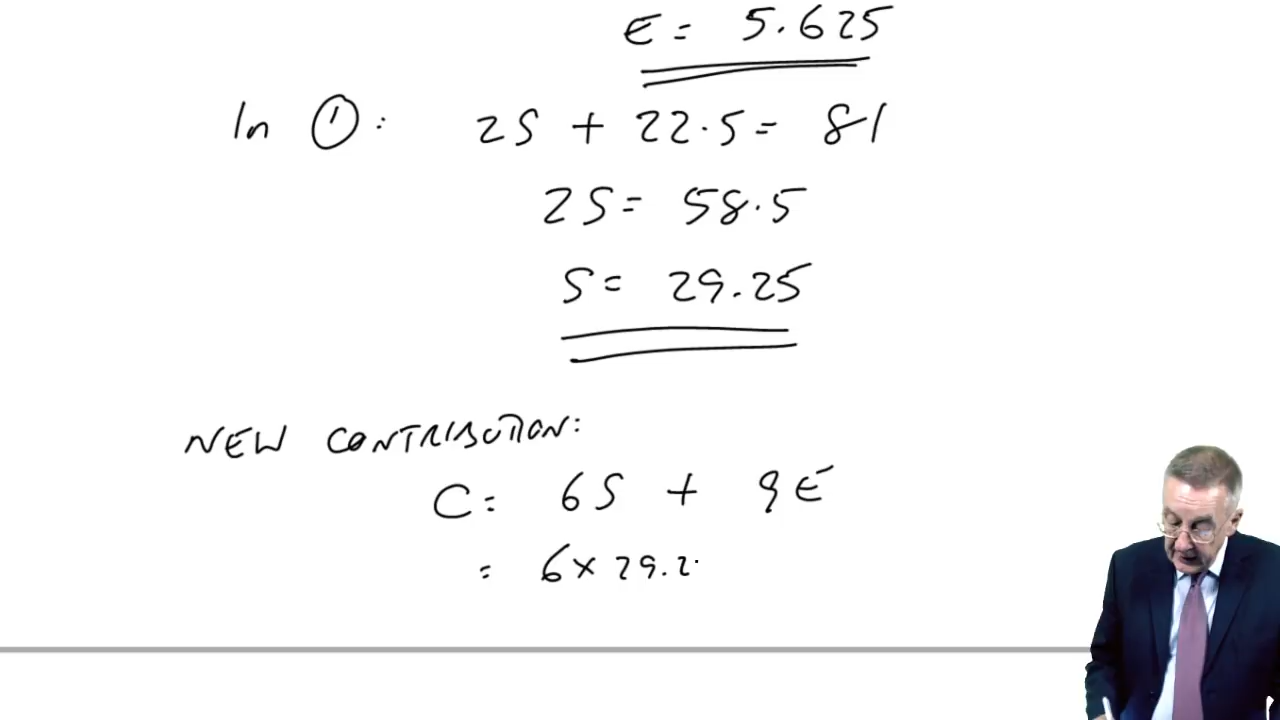 E = 5.625
In ①: 2S + 22.5 = 81
2S = 58.5
S = 29.25
NEW CONTRIBUTION:
C = 6S + 9E
= 6 × 29.2